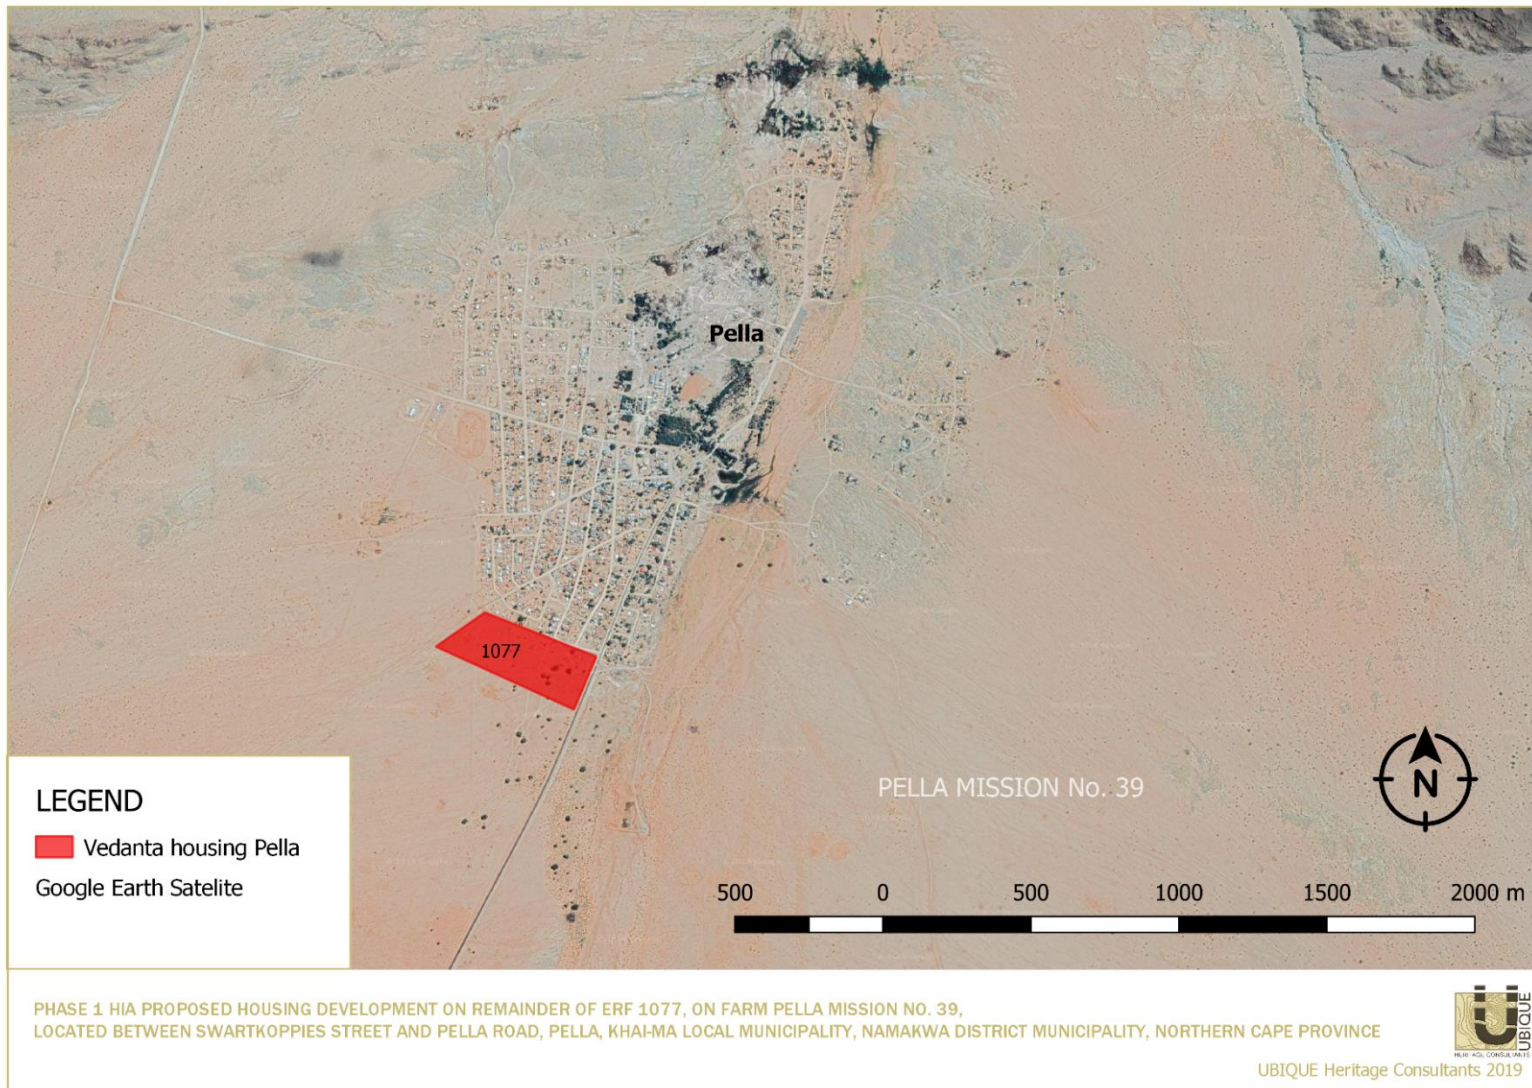 Pella
1077
PELLA MISSION No. 39
N
LEGEND
Vedanta housing Pella
Google Earth Satelite
500 0 500 1000 1500 2000 m
PHASE 1 HIA PROPOSED HOUSING DEVELOPMENT ON REMAINDER OF ERF 1077, ON FARM PELLA MISSION NO. 39,
LOCATED BETWEEN SWARTKOPPIES STREET AND PELLA ROAD, PELLA, KHAI-MA LOCAL MUNICIPALITY, NAMAKWA DISTRICT MUNICIPALITY, NORTHERN CAPE PROVINCE
Ü
UBIQUE
HERITAGE CONSULTANTS
UBIQUE Heritage Consultants 2019